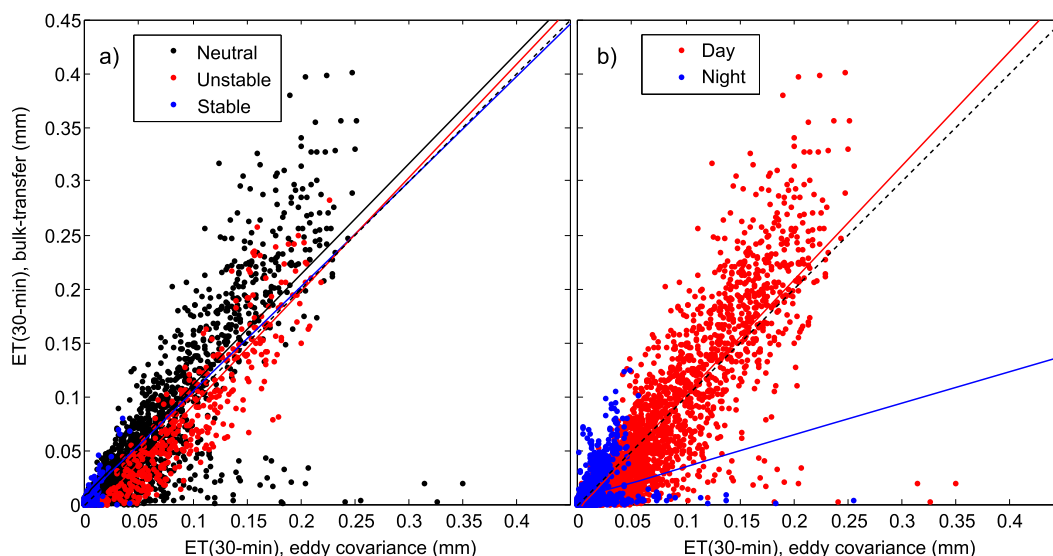 a)
Neutral
Unstable
Stable
b)
Day
Night
ET(30-min), bulk-transfer (mm)
0.45
0.4
0.35
0.3
0.25
0.2
0.15
0.1
0.05
0
0 0.05 0.1 0.15 0.2 0.25 0.3 0.35 0.4
0 0.05 0.1 0.15 0.2 0.25 0.3 0.35 0.4
ET(30-min), eddy covariance (mm)
ET(30-min), eddy covariance (mm)